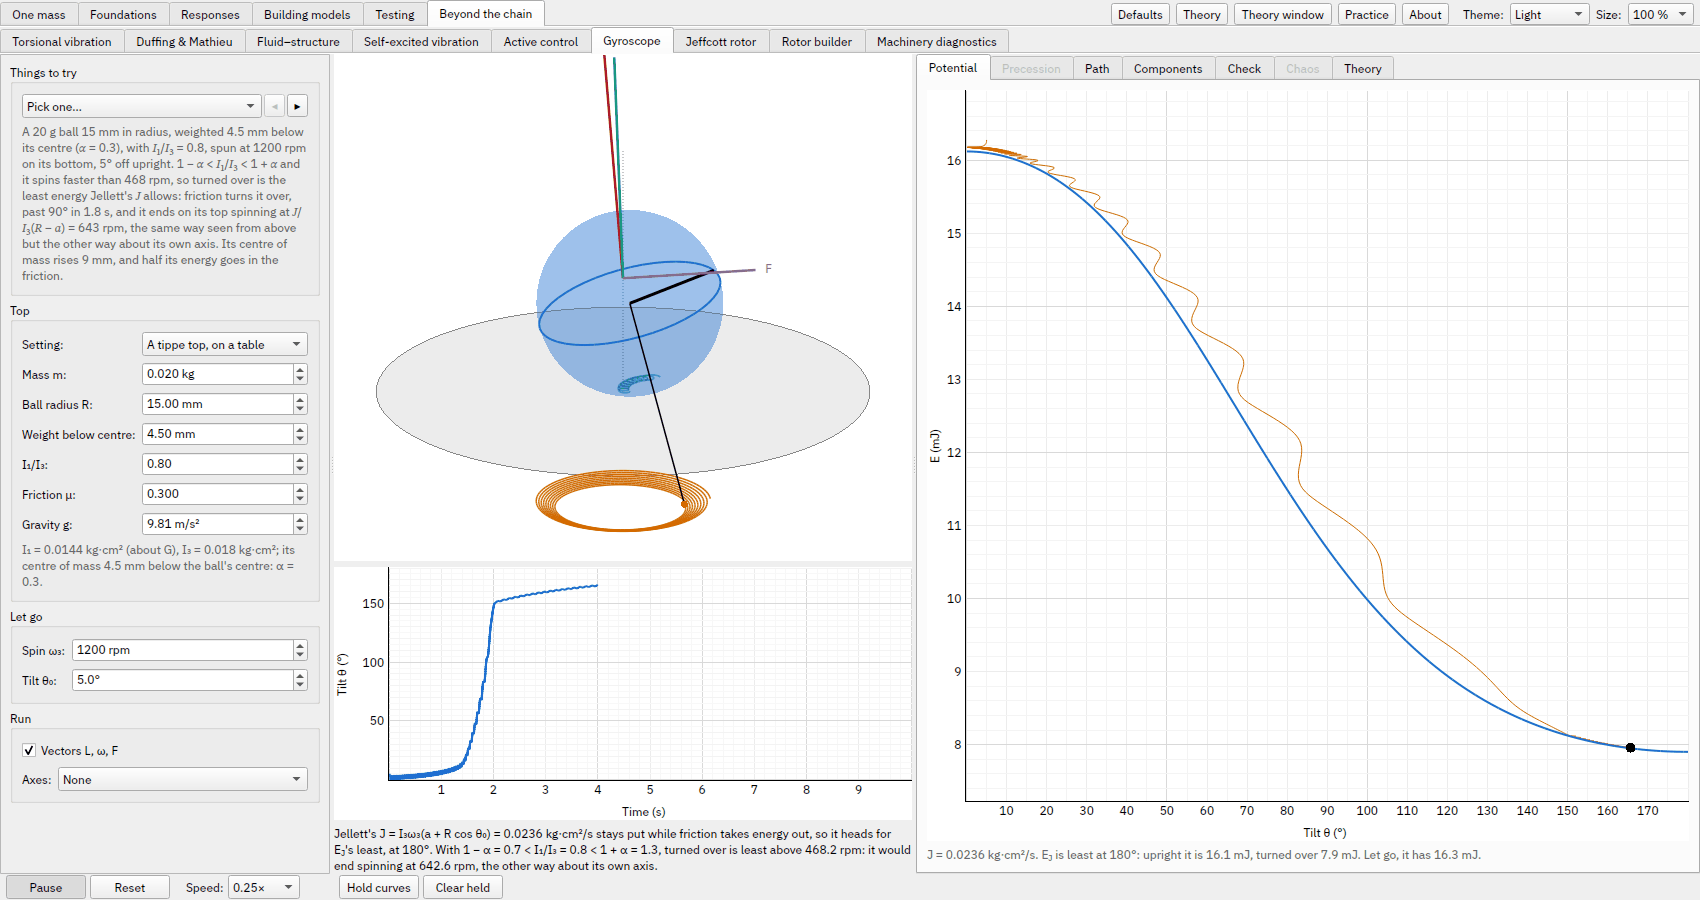 One mass
Foundations
Responses
Building models
Testing
Beyond the chain
Defaults
Theory
Theory window
Practice
About
Theme:
Light
Size:
100 %
Torsional vibration
Duffing & Mathieu
Fluid–structure
Self-excited vibration
Active control
Gyroscope
Jeffcott rotor
Rotor builder
Machinery diagnostics
Things to try
Pick one...
A 20 g ball 15 mm in radius, weighted 4.5 mm below
its centre (α = 0.3), with I₁/I₃ = 0.8, spun at 1200 rpm
on its bottom, 5° off upright. 1 − α < I₁/I₃ < 1 + α and
it spins faster than 468 rpm, so turned over is the
least energy Jellett's J allows: friction turns it over,
past 90° in 1.8 s, and it ends on its top spinning at J/
I₃(R − a) = 643 rpm, the same way seen from above
but the other way about its own axis. Its centre of
mass rises 9 mm, and half its energy goes in the
friction.
Top
Setting:
A tippe top, on a table
Mass m:
0.020 kg
Ball radius R:
15.00 mm
Weight below centre:
4.50 mm
I₁/I₃:
0.80
Friction μ:
0.300
Gravity g:
9.81 m/s²
I₁ = 0.0144 kg·cm² (about G), I₃ = 0.018 kg·cm²; its
centre of mass 4.5 mm below the ball's centre: α =
0.3.
Let go
Spin ω₃:
1200 rpm
Tilt θ₀:
5.0°
Run
Vectors L, ω, F
Axes:
None
Pause
Reset
Speed:
0.25×
F
Tilt θ (°)
150
100
50
1 2 3 4 5 6 7 8 9
Time (s)
Jellett's J = I₃ω₃(a + R cos θ₀) = 0.0236 kg·cm²/s stays put while friction takes energy out, so it heads for
Eⱼ's least, at 180°. With 1 − α = 0.7 < I₁/I₃ = 0.8 < 1 + α = 1.3, turned over is least above 468.2 rpm: it would
end spinning at 642.6 rpm, the other way about its own axis.
Hold curves
Clear held
Potential
Precession
Path
Components
Check
Chaos
Theory
E (mJ)
16
15
14
13
12
11
10
9
8
10 20 30 40 50 60 70 80 90 100 110 120 130 140 150 160 170
Tilt θ (°)
J = 0.0236 kg·cm²/s. Eⱼ is least at 180°: upright it is 16.1 mJ, turned over 7.9 mJ. Let go, it has 16.3 mJ.